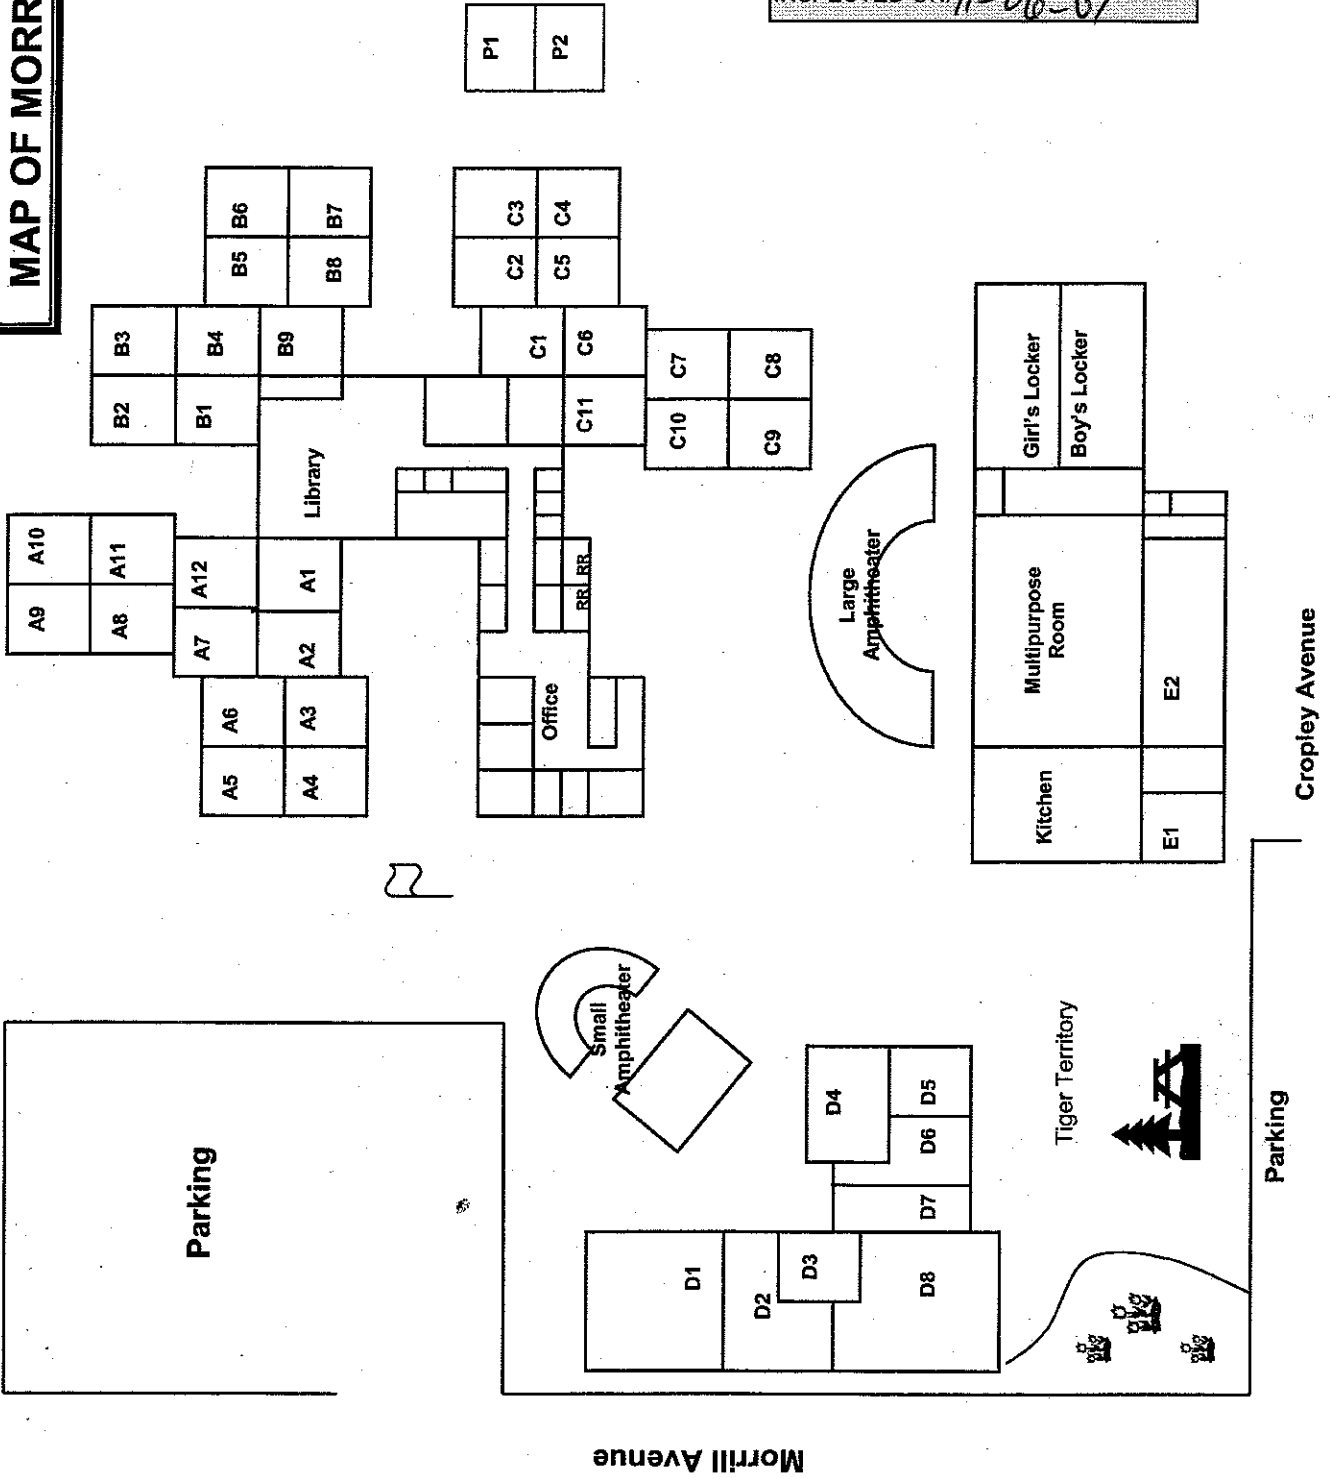 MAP OF MORR
P1
P2
B6
B7
B5
B8
B3
B4
B9
B2
B1
C3
C4
C2
C5
C1
C6
C7
C8
C11
C10
C9
Library
A10
A11
A9
A8
A12
A1
A7
A2
A6
A3
A5
A4
RR
RR
Office
Large
Amphitheater
Girl's Locker
Boy's Locker
Multipurpose
Room
Kitchen
E2
E1
Cropley Avenue
Small
Amphitheater
Parking
D4
D5
D6
D7
D1
D2
D3
D8
Tiger Territory
Parking
Morrill Avenue